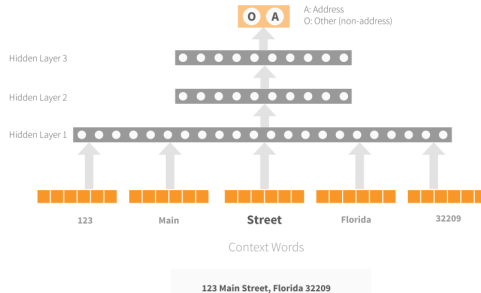 O A
A: Address
O: Other (non-address)
Hidden Layer 3
Hidden Layer 2
Hidden Layer 1
123 Main Street Florida 32209
Context Words
123 Main Street, Florida 32209